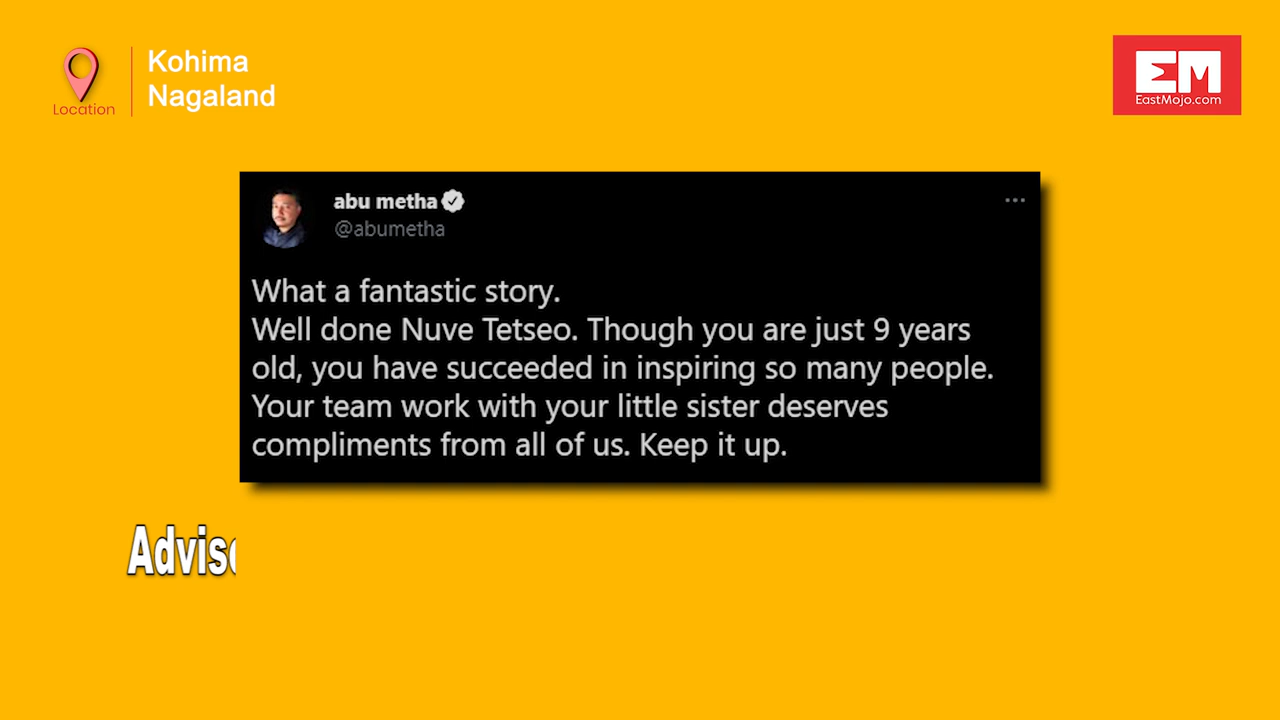 Location
Kohima
Nagaland
EM
EastMojo.com
abu metha
@abumetha
What a fantastic story.
Well done Nuve Tetseo. Though you are just 9 years
old, you have succeeded in inspiring so many people.
Your team work with your little sister deserves
compliments from all of us. Keep it up.